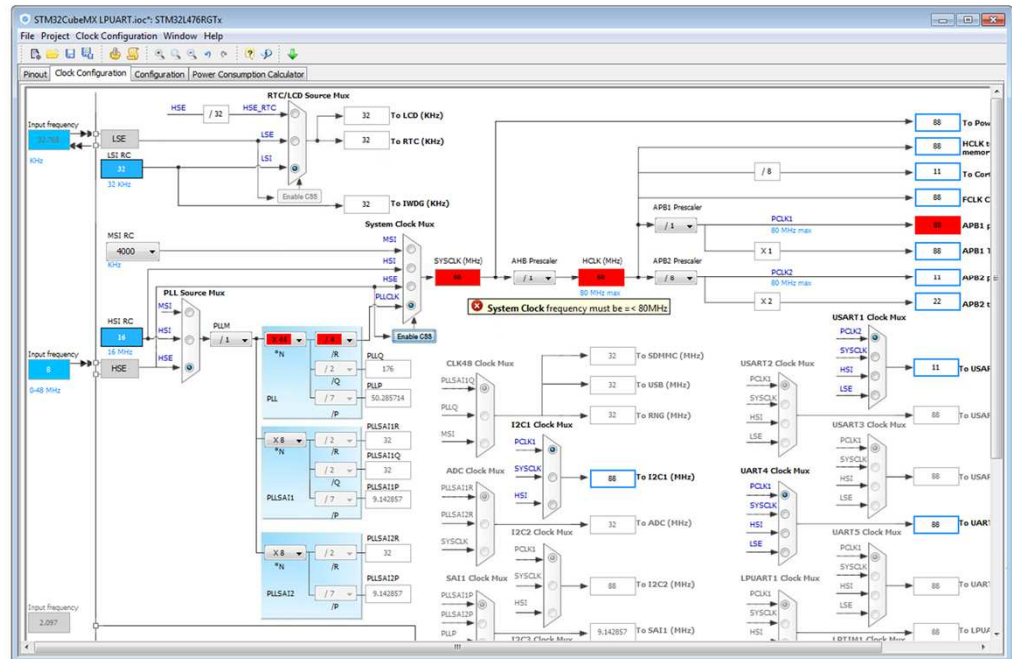 STM32CubeMX LPUART.ioc*: STM32L476RGTx
File Project Clock Configuration Window Help
Pinout Clock Configuration Configuration Power Consumption Calculator
RTC/LCD Source Mux
HSE
/ 32
HSE_RTC
32 To LCD (KHz)
Input frequency
32.768
KHz
LSE
LSE
32 To RTC (KHz)
LSI RC
32
32 KHz
LSI
Enable CSS
32 To IWDG (KHz)
88 To Pow
88 HCLK t
memor
/ 8
11 To Cort
88 FCLK C
APB1 Prescaler
/ 1
PCLK1
80 MHz max
88 APB1 p
X 1
88 APB1 T
System Clock Mux
MSI RC
4000
KHz
MSI
HSI
HSE
PLLCLK
Enable CSS
SYSCLK (MHz)
88
AHB Prescaler
/ 1
HCLK (MHz)
88
80 MHz max
APB2 Prescaler
/ 8
PCLK2
80 MHz max
11 APB2 p
X 2
22 APB2 t
System Clock frequency must be =< 80MHz
PLL Source Mux
MSI
HSI RC
16
16 MHz
HSI
HSE
Input frequency
8
0-48 MHz
HSE
PLLM
/ 1
*N
/R
PLLQ
/ 2
176
/Q
PLLP
PLL
/ 7
50.285714
/P
PLLSAI1R
X 8
/ 2
32
*N
/R
PLLSAI1Q
/ 2
32
/Q
PLLSAI1P
PLLSAI1
/ 7
9.142857
/P
PLLSAI2R
X 8
/ 2
32
*N
/R
PLLSAI2P
PLLSAI2
/ 7
9.142857
/P
Input frequency
2.097
CLK48 Clock Mux
PLLSAI1Q
PLLQ
MSI
32 To SDMMC (MHz)
32 To USB (MHz)
32 To RNG (MHz)
I2C1 Clock Mux
PCLK1
SYSCLK
HSI
88 To I2C1 (MHz)
ADC Clock Mux
PLLSAI1R
PLLSAI2R
SYSCLK
32 To ADC (MHz)
I2C2 Clock Mux
PCLK1
SYSCLK
HSI
88 To I2C2 (MHz)
SAI1 Clock Mux
PLLSAI1P
PLLSAI2P
PLLP
9.142857 To SAI1 (MHz)
I2C3 Clock Mux
USART1 Clock Mux
PCLK2
SYSCLK
HSI
LSE
11 To USAR
USART2 Clock Mux
PCLK1
SYSCLK
HSI
LSE
88 To USAR
USART3 Clock Mux
PCLK1
SYSCLK
HSI
LSE
88 To USAR
UART4 Clock Mux
PCLK1
SYSCLK
HSI
LSE
88 To UART
UART5 Clock Mux
PCLK1
SYSCLK
HSI
LSE
88 To UART
LPUART1 Clock Mux
PCLK1
SYSCLK
HSI
88 To LPUA
LPTIM1 Clock Mux